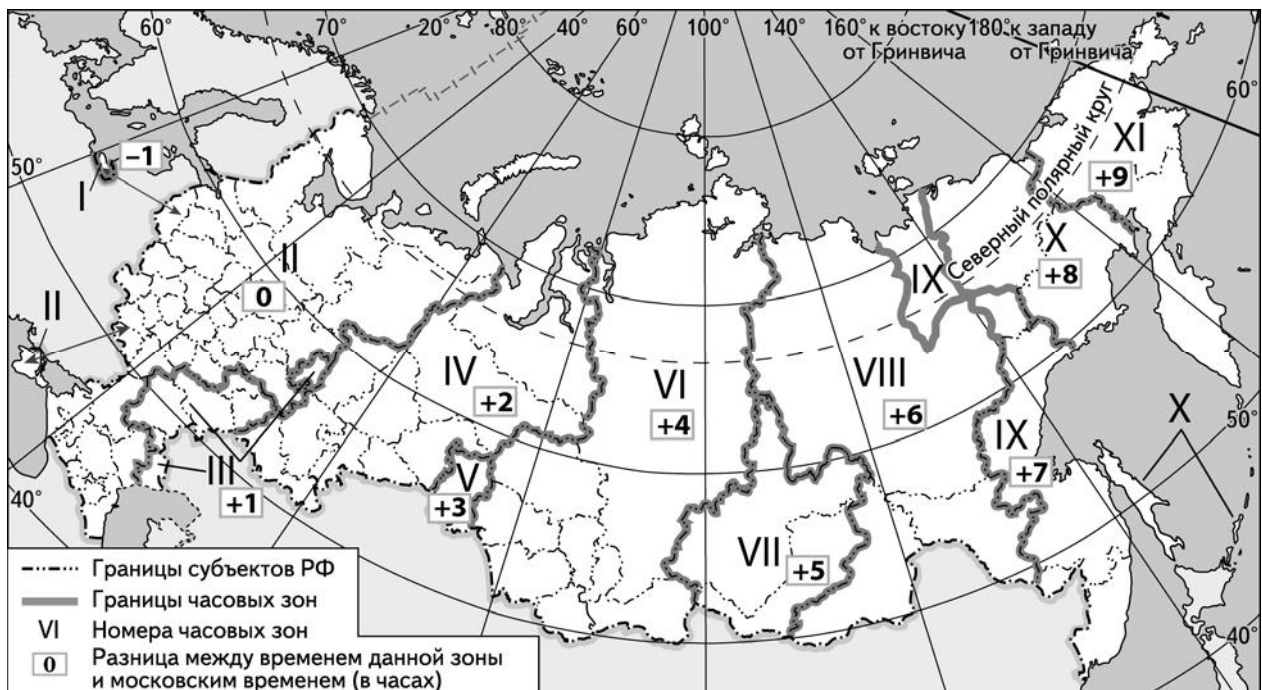 60° 70° 20° 40° 60° 80° 100° 120° 140° 160° к востоку 180° к западу
от Гринвича от Гринвича
60°
50°
–1
I
Северный полярный круг
XI
+9
X
+8
II
0
IX
II
IV
+2
VI
+4
VIII
+6
X
50°
IX
+7
V
+3
III
+1
40°
VII
+5
40°
Границы субъектов РФ
Границы часовых зон
VI Номера часовых зон
0 Разница между временем данной зоны
и московским временем (в часах)